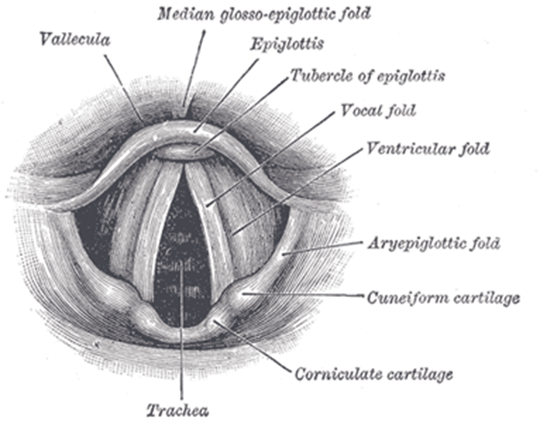 Median glosso-epiglottic fold
Vallecula
Epiglottis
Tubercle of epiglottis
Vocal fold
Ventricular fold
Aryepiglottic fold
Cuneiform cartilage
Corniculate cartilage
Trachea